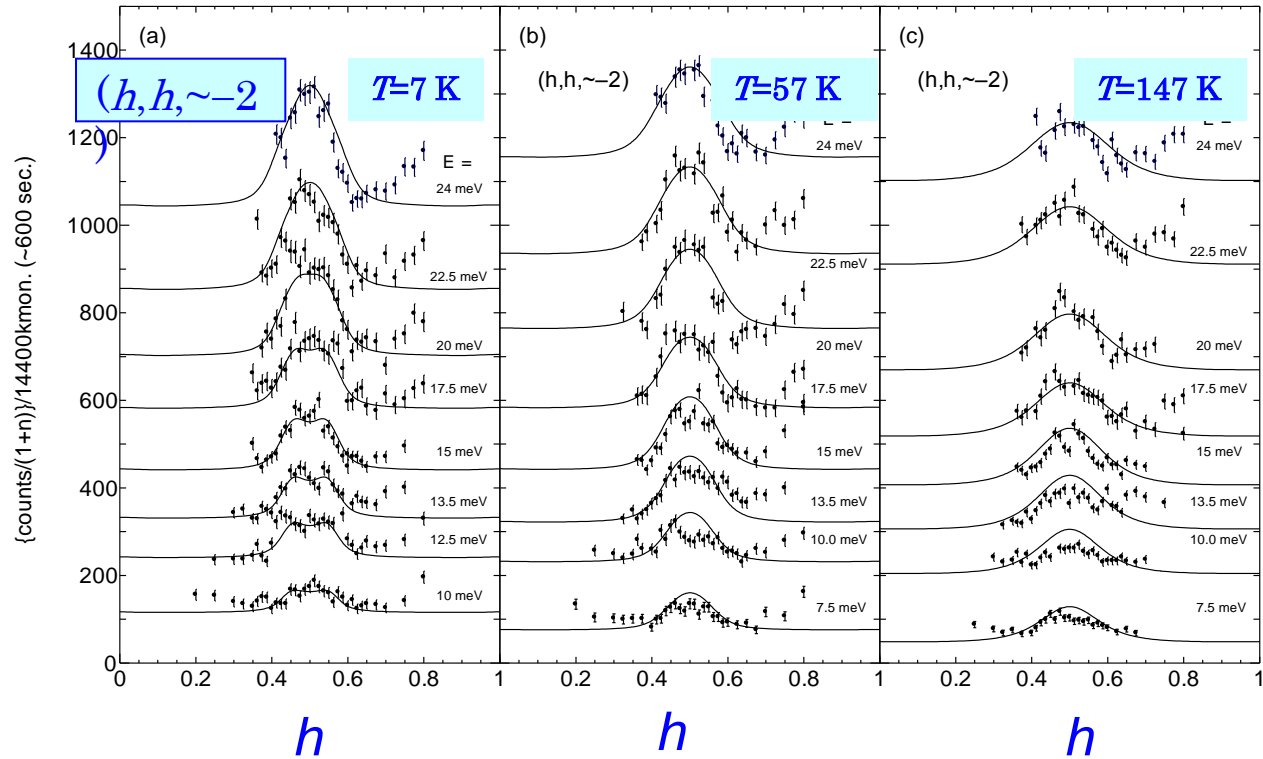 (a)
(b)
(c)
(h,h,~–2
)
T=7 K
(h,h,~–2)
T=57 K
(h,h,~–2)
T=147 K
{counts/(1+n)}/14400kmon. (~600 sec.)
1400
1200
1000
800
600
400
200
0
E =
24 meV
22.5 meV
20 meV
17.5 meV
15 meV
13.5 meV
12.5 meV
10 meV
24 meV
22.5 meV
20 meV
17.5 meV
15 meV
13.5 meV
10.0 meV
7.5 meV
24 meV
22.5 meV
20 meV
17.5 meV
15 meV
13.5 meV
10.0 meV
7.5 meV
0 0.2 0.4 0.6 0.8 1 0.2 0.4 0.6 0.8 1 0.2 0.4 0.6 0.8 1
h h h